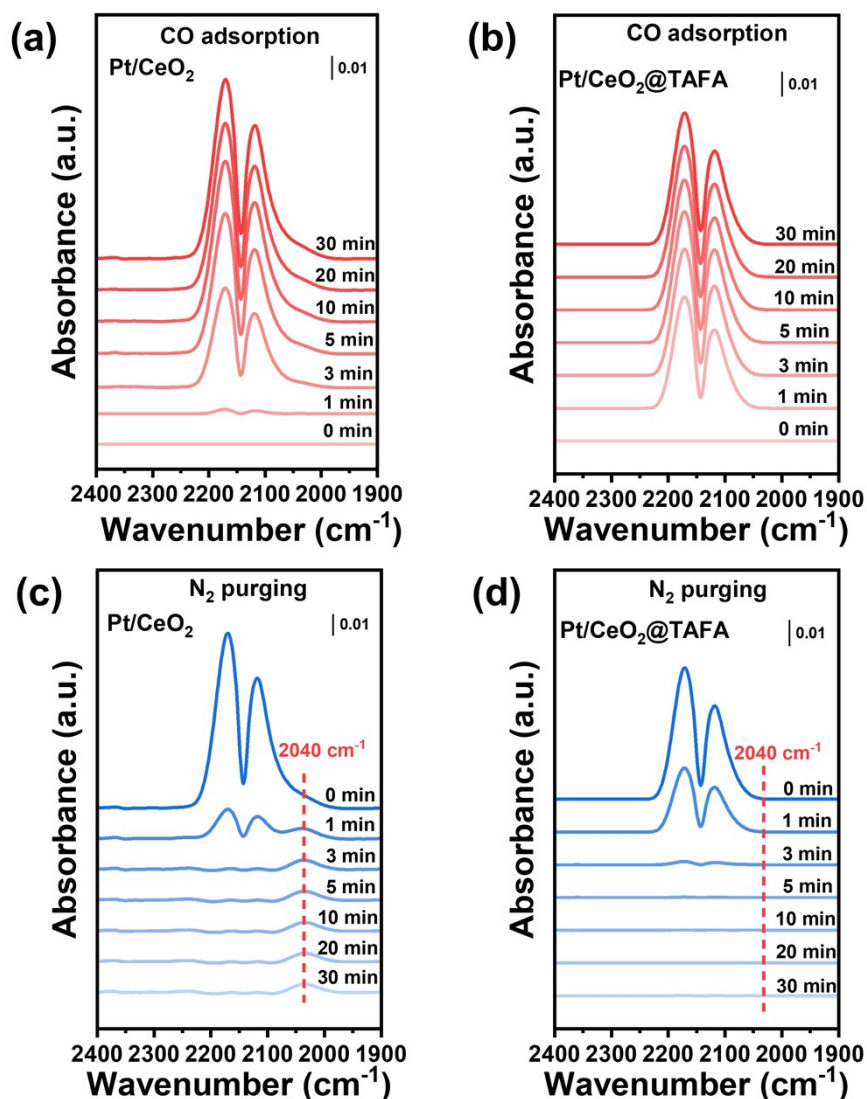 (a)
CO adsorption
Pt/CeO₂
0.01
30 min
20 min
10 min
5 min
3 min
1 min
0 min
Absorbance (a.u.)
2400 2300 2200 2100 2000 1900
Wavenumber (cm⁻¹)
(b)
CO adsorption
Pt/CeO₂@TAFA
0.01
30 min
20 min
10 min
5 min
3 min
1 min
0 min
Absorbance (a.u.)
2400 2300 2200 2100 2000 1900
Wavenumber (cm⁻¹)
(c)
N₂ purging
Pt/CeO₂
0.01
2040 cm⁻¹
0 min
1 min
3 min
5 min
10 min
20 min
30 min
Absorbance (a.u.)
2400 2300 2200 2100 2000 1900
Wavenumber (cm⁻¹)
(d)
N₂ purging
Pt/CeO₂@TAFA
0.01
2040 cm⁻¹
0 min
1 min
3 min
5 min
10 min
20 min
30 min
Absorbance (a.u.)
2400 2300 2200 2100 2000 1900
Wavenumber (cm⁻¹)